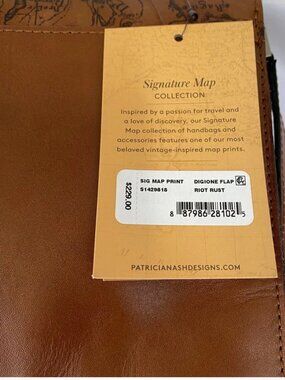 Signature Map
COLLECTION
Inspired by a passion for travel and
a love of discovery, our Signature
Map collection of handbags and
accessories features one of our most
beloved vintage-inspired map prints.
$229.00
SIG MAP PRINT DIGIONE FLAP
51429816 RIOT RUST
8 87986 28102 5
PATRICIANASHDESIGNS.COM